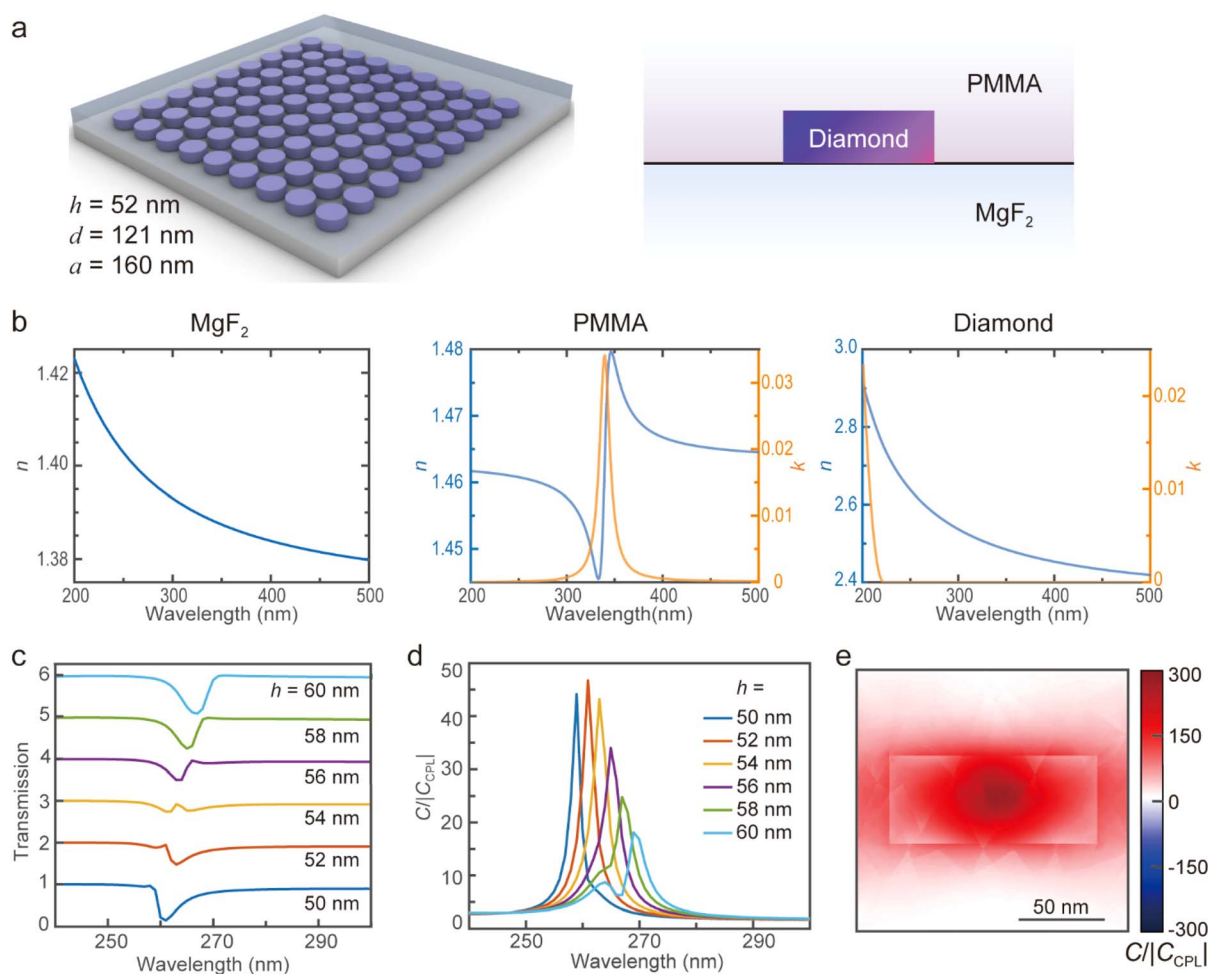 a
PMMA
Diamond
MgF2
h = 52 nm
d = 121 nm
a = 160 nm
b
MgF2
PMMA
Diamond
1.42
1.40
1.38
n
200 300 400 500
Wavelength (nm)
1.48
1.47
1.46
1.45
n
0.03
0.02
0.01
0
k
200 300 400 500
Wavelength(nm)
3.0
2.8
2.6
2.4
n
0.02
0.01
0
k
200 300 400 500
Wavelength (nm)
c
6
5
4
3
2
1
0
Transmission
h = 60 nm
58 nm
56 nm
54 nm
52 nm
50 nm
250 270 290
Wavelength (nm)
d
50
40
30
20
10
0
C/|CCPL|
h =
50 nm
52 nm
54 nm
56 nm
58 nm
60 nm
250 270 290
Wavelength (nm)
e
50 nm
300
150
0
-150
-300
C/|CCPL|